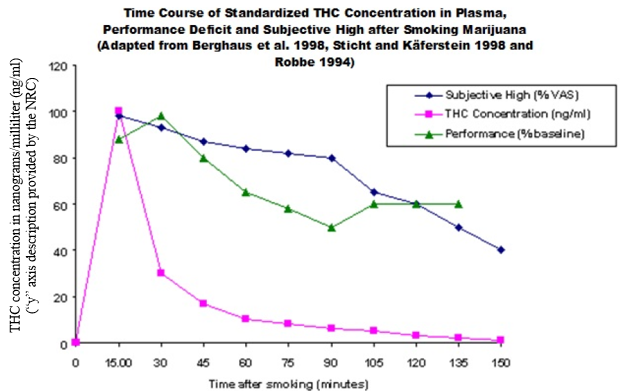 Time Course of Standardized THC Concentration in Plasma,
Performance Deficit and Subjective High after Smoking Marijuana
(Adapted from Berghaus et al. 1998, Sticht and Käferstein 1998 and
Robbe 1994)
THC concentration in nanograms/milliliter (ng/ml)
("y" axis description provided by the NRC)
120
100
80
60
40
20
0
Subjective High (% VAS)
THC Concentration (ng/ml)
Performance (% baseline)
0 15.00 30 45 60 75 90 105 120 135 150
Time after smoking (minutes)